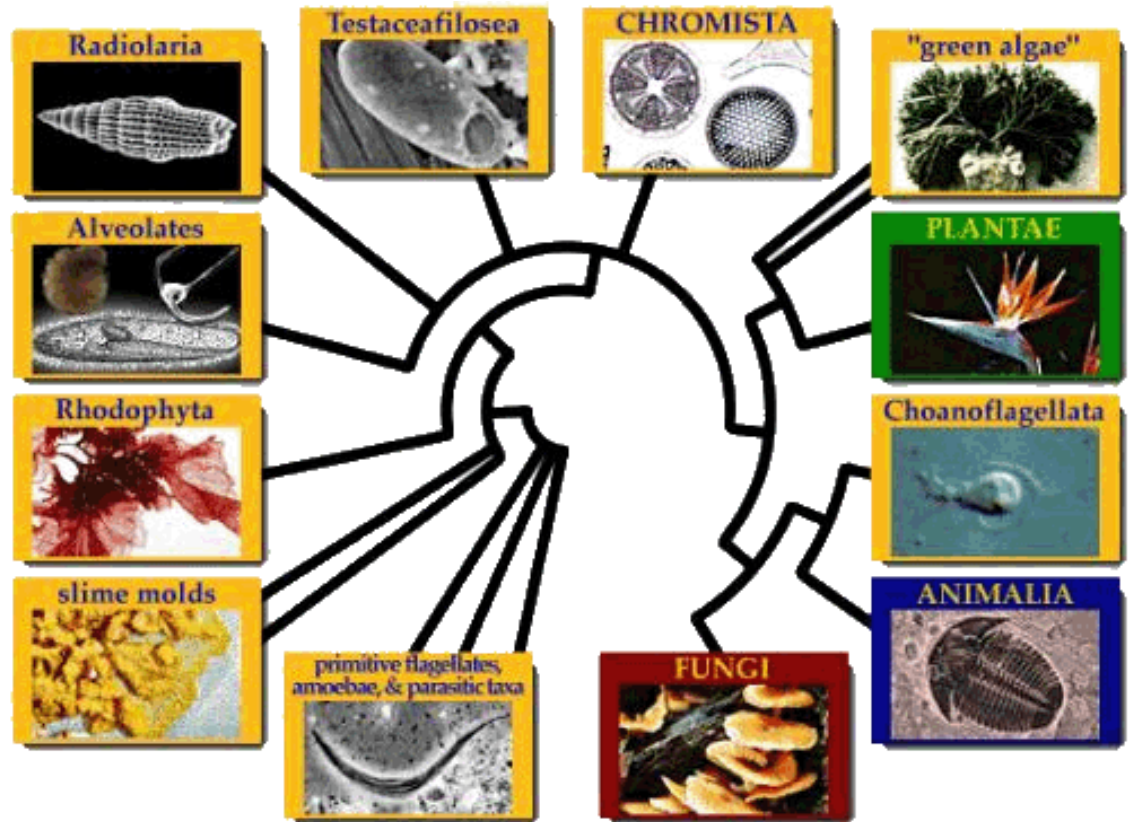 Radiolaria
Testaceafilosea
CHROMISTA
"green algae"
Alveolates
PLANTAE
Rhodophyta
Choanoflagellata
slime molds
ANIMALIA
primitive flagellates,
amoebae, & parasitic taxa
FUNGI